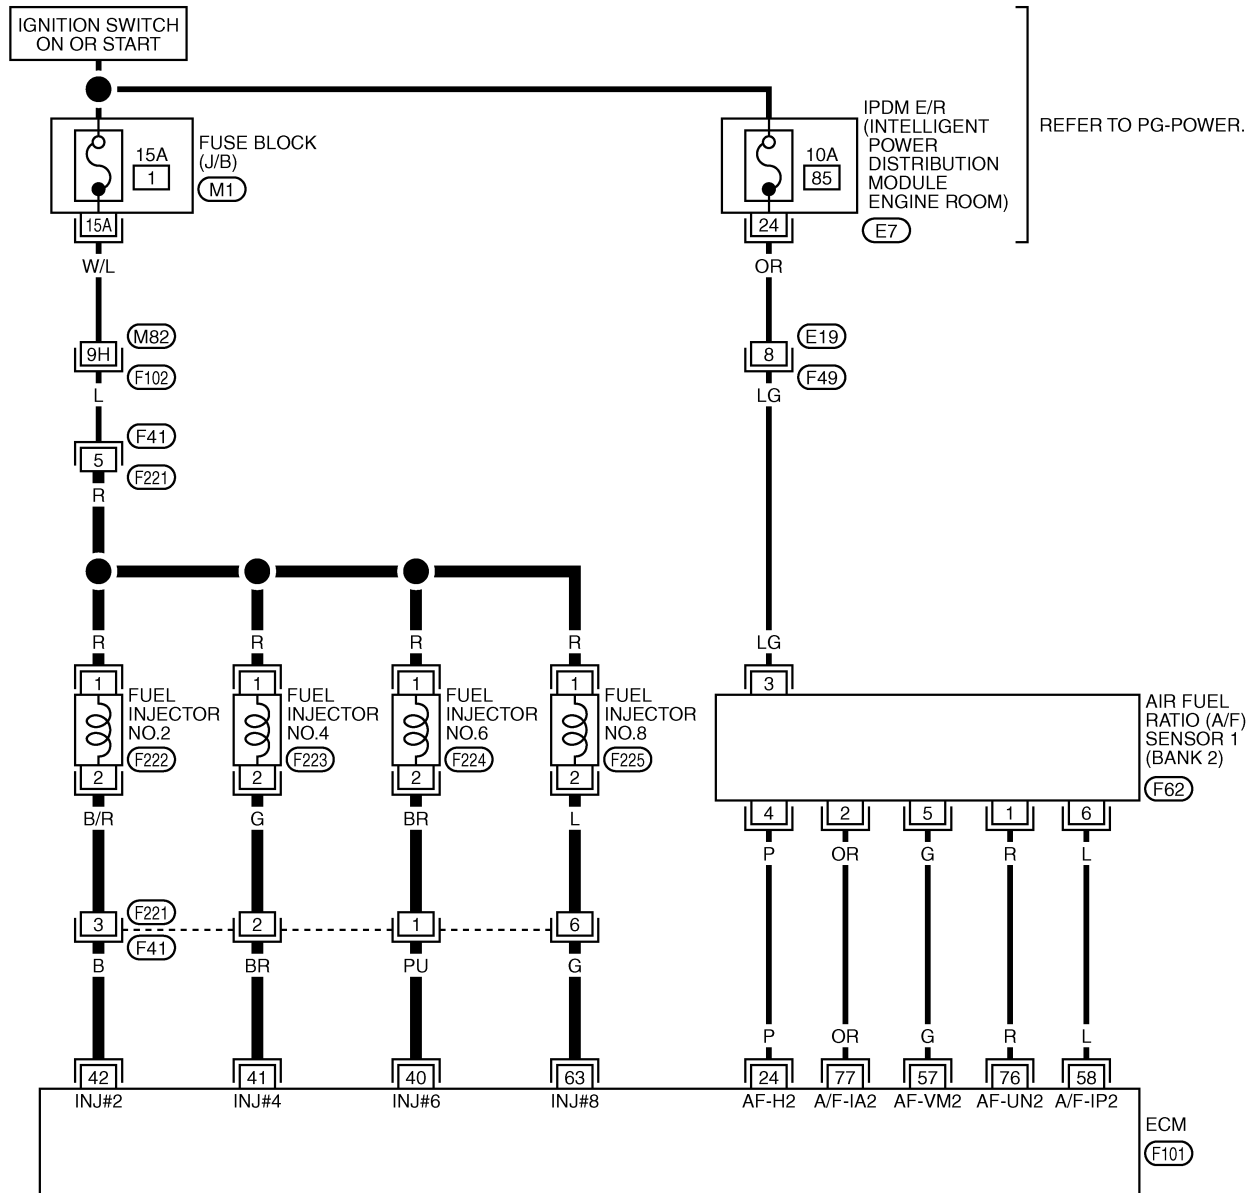 IGNITION SWITCH
ON OR START
REFER TO PG-POWER.
15A
1
FUSE BLOCK
(J/B)
M1
15A
10A
85
IPDM E/R
(INTELLIGENT
POWER
DISTRIBUTION
MODULE
ENGINE ROOM)
24
E7
W/L
OR
M82
9H
F102
E19
8
F49
L
LG
F41
5
F221
R
R
R
R
R
LG
1
FUEL
INJECTOR
NO.2
F222
2
1
FUEL
INJECTOR
NO.4
F223
2
1
FUEL
INJECTOR
NO.6
F224
2
1
FUEL
INJECTOR
NO.8
F225
2
3
AIR FUEL
RATIO (A/F)
SENSOR 1
(BANK 2)
F62
4
2
5
1
6
B/R
G
BR
L
P
OR
G
R
L
F221
3
2
1
6
F41
B
BR
PU
G
P
OR
G
R
L
42
41
40
63
24
77
57
76
58
INJ#2
INJ#4
INJ#6
INJ#8
AF-H2
A/F-IA2
AF-VM2
AF-UN2
A/F-IP2
ECM
F101